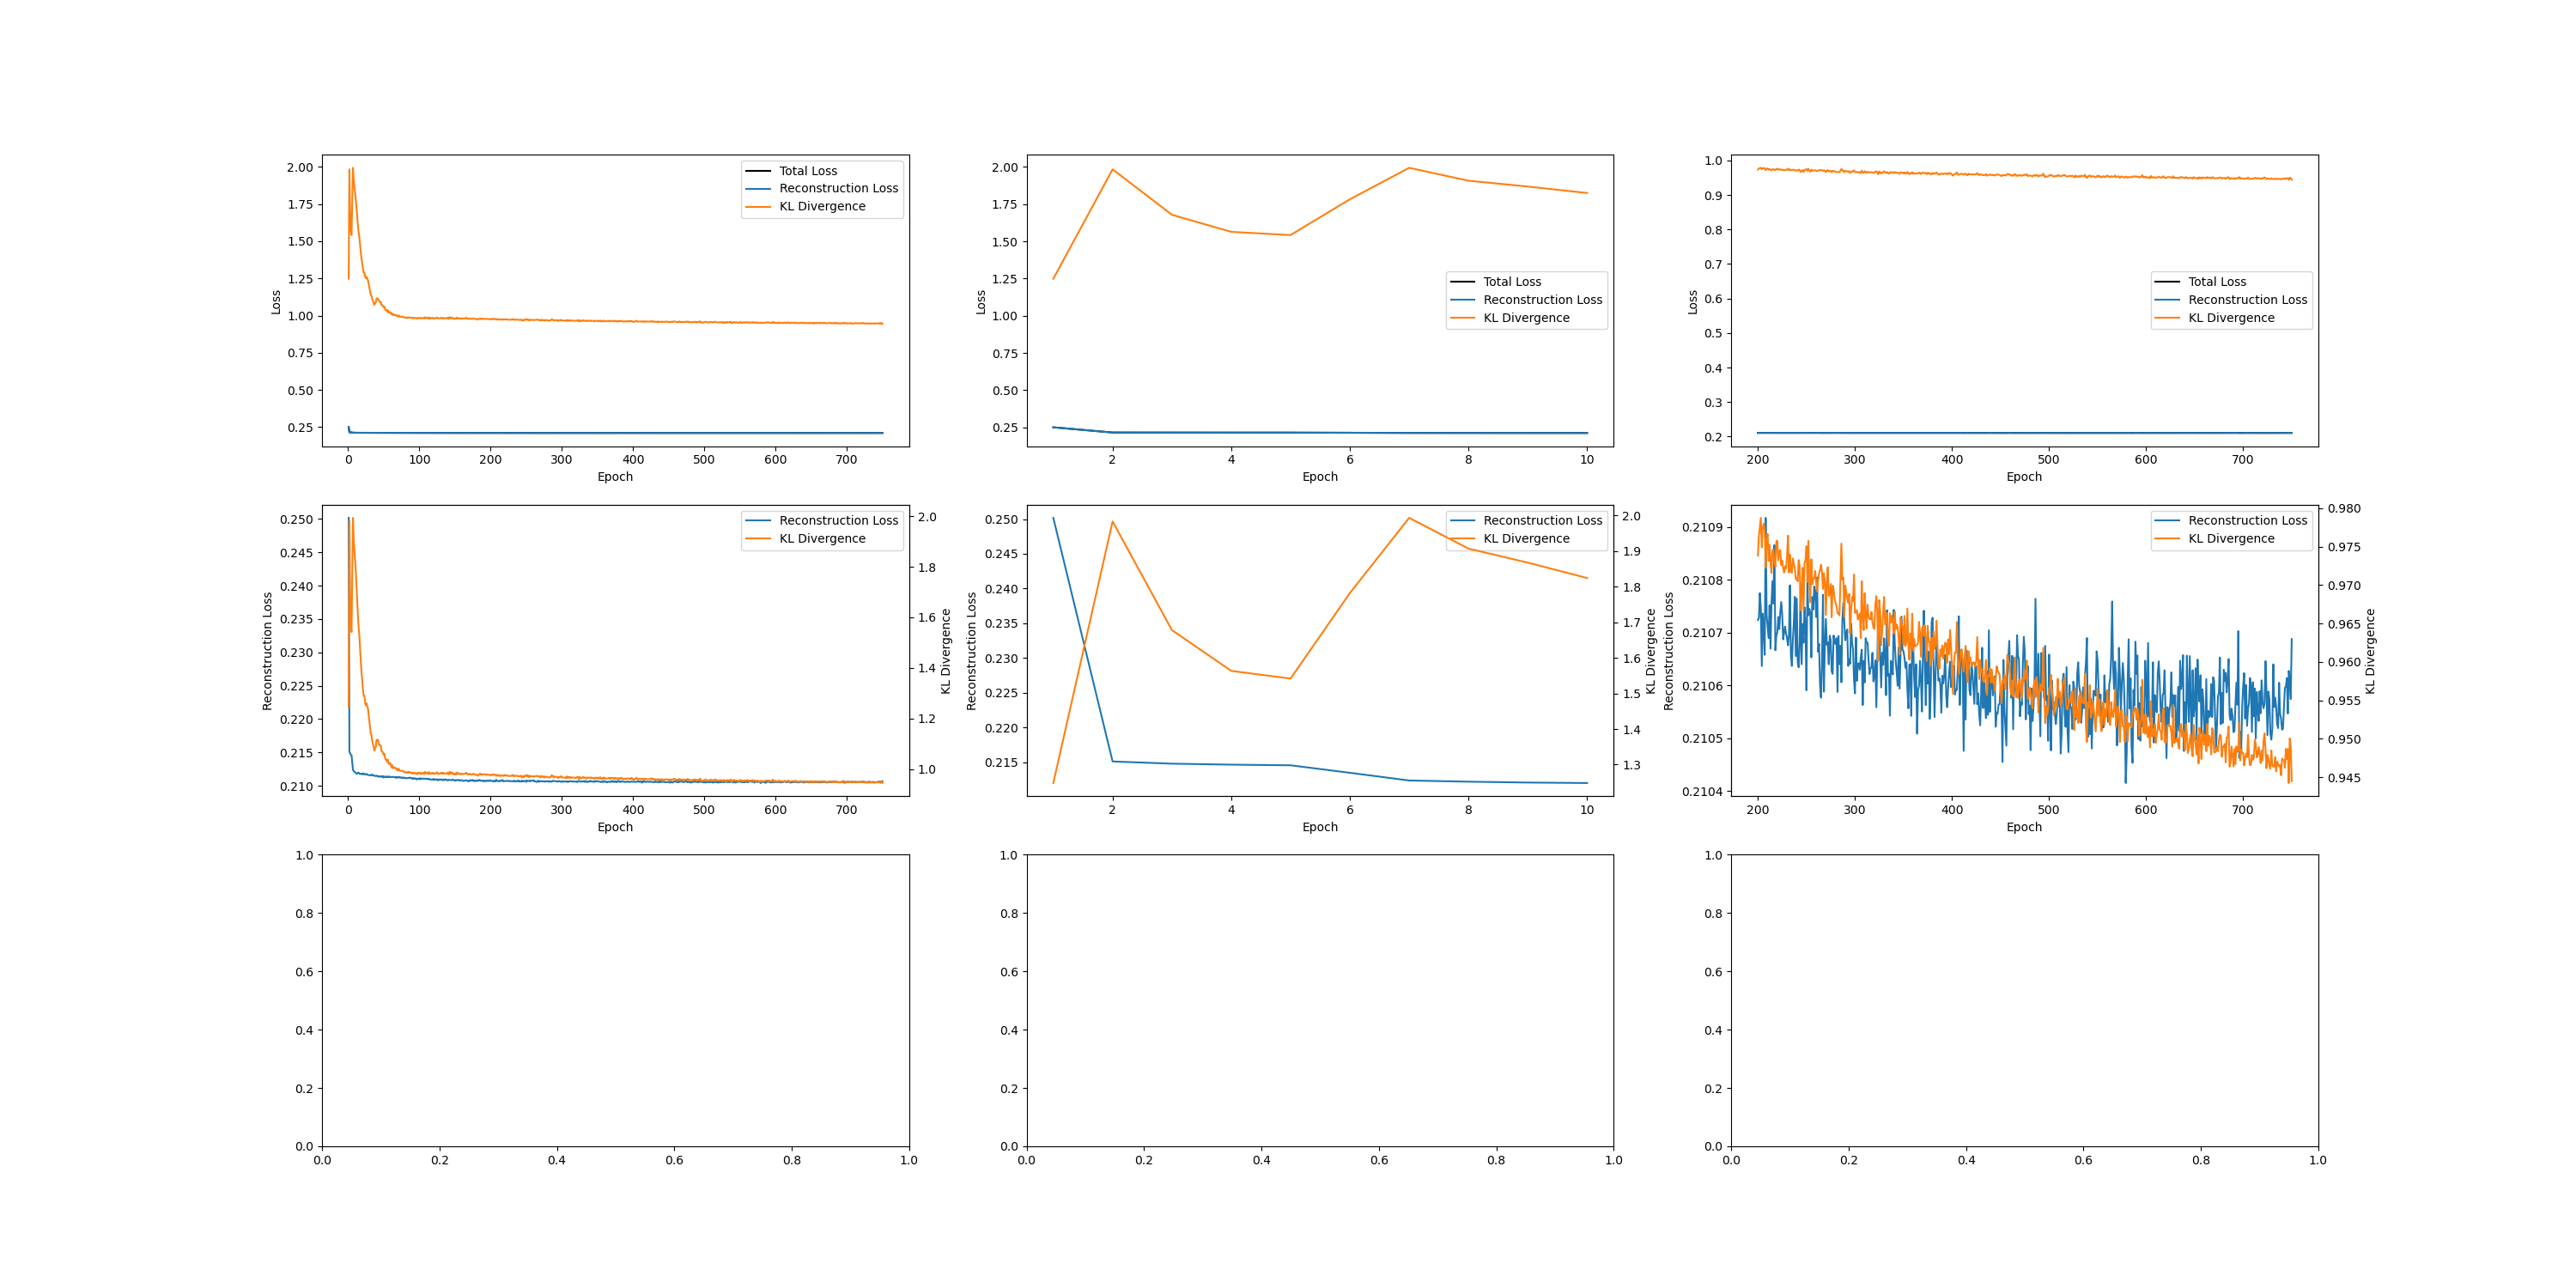 2.00
1.75
1.50
1.25
1.00
0.75
0.50
0.25
Loss
0 100 200 300 400 500 600 700
Epoch
Total Loss
Reconstruction Loss
KL Divergence
2.00
1.75
1.50
1.25
1.00
0.75
0.50
0.25
Loss
2 4 6 8 10
Epoch
Total Loss
Reconstruction Loss
KL Divergence
1.0
0.9
0.8
0.7
0.6
0.5
0.4
0.3
0.2
Loss
200 300 400 500 600 700
Epoch
Total Loss
Reconstruction Loss
KL Divergence
0.250
0.245
0.240
0.235
0.230
0.225
0.220
0.215
0.210
Reconstruction Loss
0 100 200 300 400 500 600 700
Epoch
Reconstruction Loss
KL Divergence
2.0
1.8
1.6
1.4
1.2
1.0
KL Divergence
0.250
0.245
0.240
0.235
0.230
0.225
0.220
0.215
Reconstruction Loss
2 4 6 8 10
Epoch
Reconstruction Loss
KL Divergence
2.0
1.9
1.8
1.7
1.6
1.5
1.4
1.3
KL Divergence
0.2109
0.2108
0.2107
0.2106
0.2105
0.2104
Reconstruction Loss
200 300 400 500 600 700
Epoch
Reconstruction Loss
KL Divergence
0.980
0.975
0.970
0.965
0.960
0.955
0.950
0.945
KL Divergence
1.0
0.8
0.6
0.4
0.2
0.0
0.0 0.2 0.4 0.6 0.8 1.0
1.0
0.8
0.6
0.4
0.2
0.0
0.0 0.2 0.4 0.6 0.8 1.0
1.0
0.8
0.6
0.4
0.2
0.0
0.0 0.2 0.4 0.6 0.8 1.0